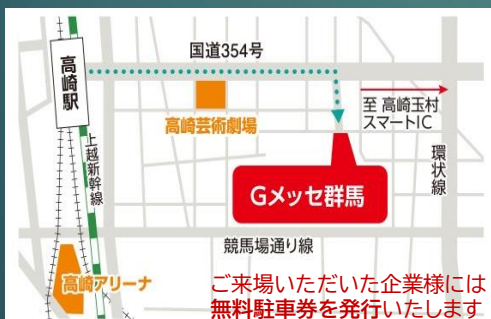 国道354号
高崎駅
至 高崎玉村
スマートIC
高崎芸術劇場
上越新幹線
環状線
Gメッセ群馬
競馬場通り線
高崎アリーナ
ご来場いただいた企業様には
無料駐車券を発行いたします